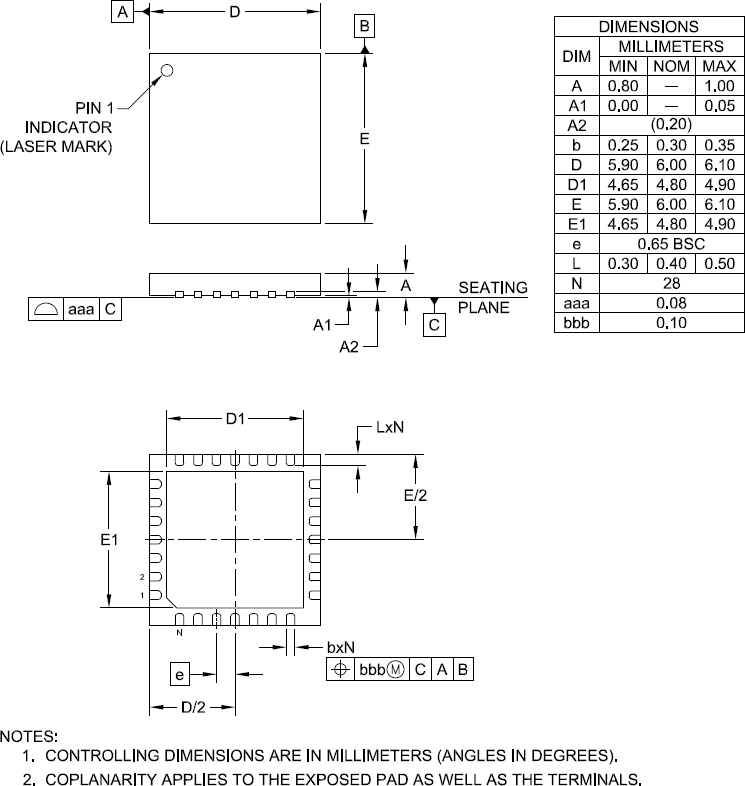 A D
B
PIN 1
INDICATOR
(LASER MARK)
E
A
SEATING
PLANE
aaa C
A1
C
A2
DIMENSIONS
DIM MILLIMETERS
MIN NOM MAX
A 0.80 — 1.00
A1 0.00 — 0.05
A2 (0.20)
b 0.25 0.30 0.35
D 5.90 6.00 6.10
D1 4.65 4.80 4.90
E 5.90 6.00 6.10
E1 4.65 4.80 4.90
e 0.65 BSC
L 0.30 0.40 0.50
N 28
aaa 0.08
bbb 0.10
D1
LxN
E/2
E1
2
1
N
bxN
bbbⓂ C A B
e
D/2
NOTES:
1. CONTROLLING DIMENSIONS ARE IN MILLIMETERS (ANGLES IN DEGREES).
2. COPLANARITY APPLIES TO THE EXPOSED PAD AS WELL AS THE TERMINALS.